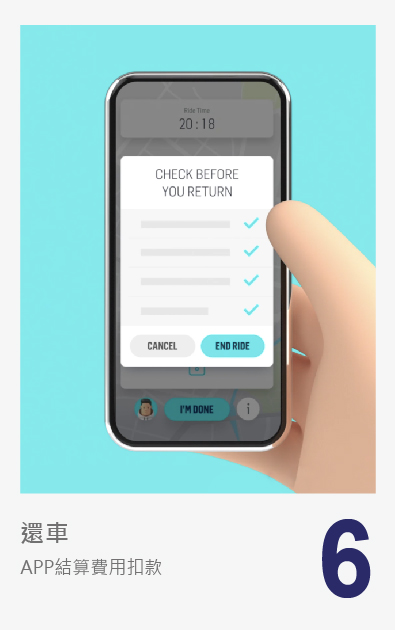 Ride Time
20:18
CHECK BEFORE
YOU RETURN
CANCEL
END RIDE
I'M DONE
i
還車
APP結算費用扣款
6